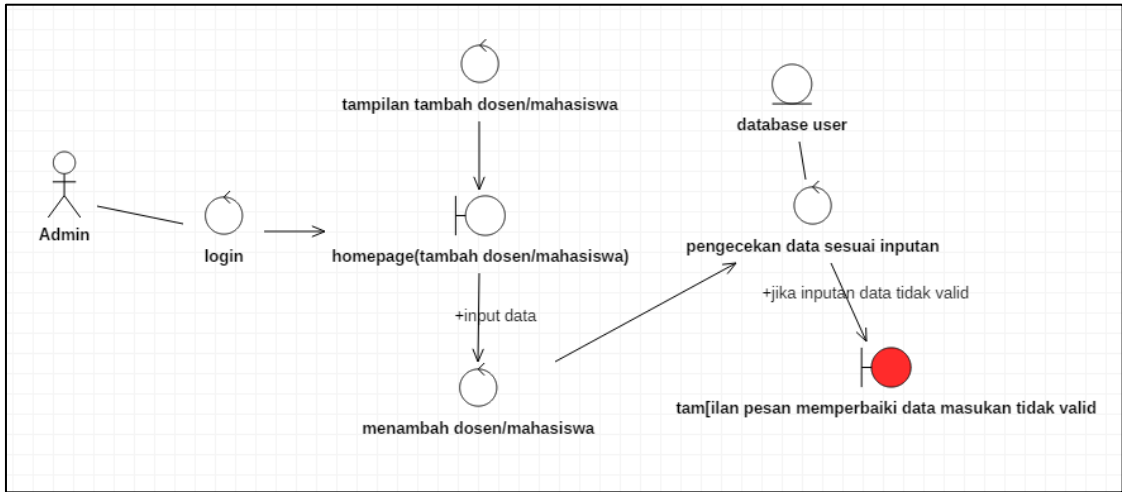 tampilan tambah dosen/mahasiswa
database user
Admin
login
homepage(tambah dosen/mahasiswa)
pengecekan data sesuai inputan
+input data
+jika inputan data tidak valid
menambah dosen/mahasiswa
tam[ilan pesan memperbaiki data masukan tidak valid